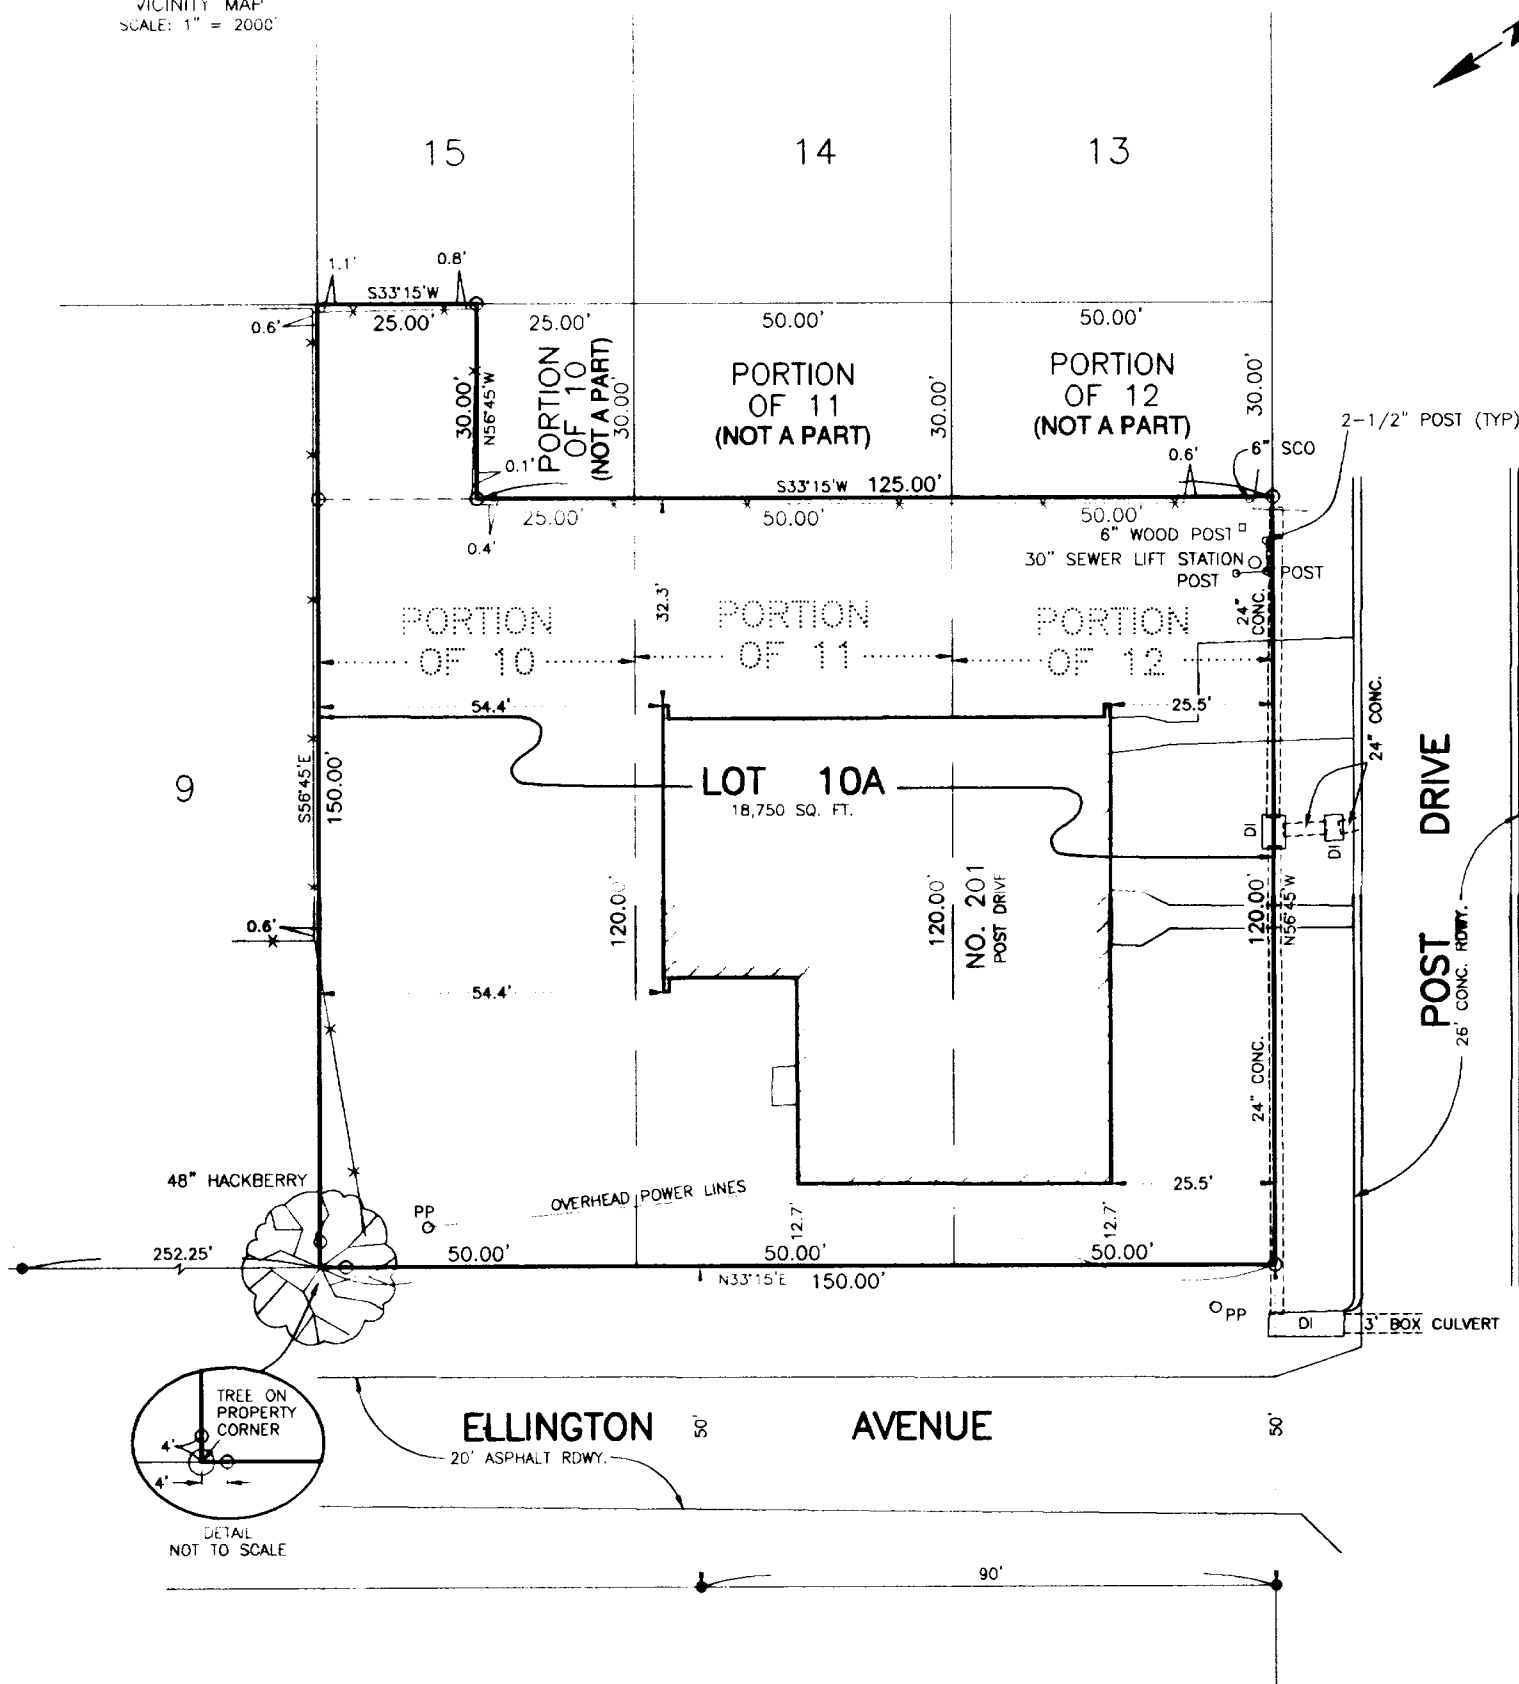 VICINITY MAP
SCALE: 1" = 2000'
15
14
13
1.1'
0.8'
S33°15'W
0.6'
25.00'
25.00'
50.00'
50.00'
30.00'
N56°45'W
PORTION
OF 10
(NOT A PART)
30.00'
PORTION
OF 11
(NOT A PART)
30.00'
PORTION
OF 12
(NOT A PART)
30.00'
2-1/2" POST (TYP)
0.1'
0.6'
6" SCO
S33°15'W 125.00'
25.00'
50.00'
50.00'
0.4'
6" WOOD POST
30" SEWER LIFT STATION
POST
POST
24"
CONC.
32.3'
PORTION
OF 10
PORTION
OF 11
PORTION
OF 12
54.4'
25.5'
24" CONC.
9
S56°45'E
150.00'
LOT 10A
18,750 SQ. FT.
DI
DI
POST DRIVE
26' CONC. RDWY.
NO. 201
POST DRIVE
120.00'
120.00'
120.00'
N56°45'W
0.6'
54.4'
24" CONC.
48" HACKBERRY
PP
OVERHEAD POWER LINES
12.7'
12.7'
25.5'
252.25'
50.00'
50.00'
50.00'
N33°15'E 150.00'
PP
DI
3' BOX CULVERT
TREE ON
PROPERTY
CORNER
4'
4'
DETAIL
NOT TO SCALE
ELLINGTON AVENUE
50'
50'
20' ASPHALT RDWY.
90'